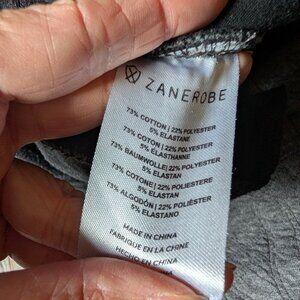 ZANEROBE
73% COTTON | 22% POLYESTER
5% ELASTANE
73% COTTON | 22% POLYESTER
5% ELASTHANNE
73% BAUMWOLLE | 22% POLYESTER
5% ELASTAN
73% COTONE | 22% POLIESTERE
5% ELASTAN
73% ALGODÓN | 22% POLIÉSTER
5% ELASTANO
MADE IN CHINA
FABRIQUE EN LA CHINE
HECHO EN CHINA